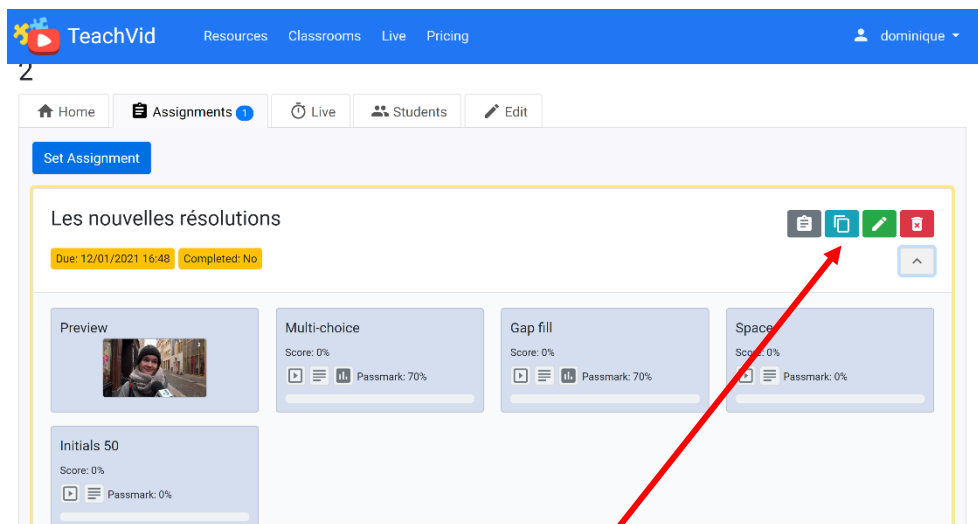 TeachVid Resources Classrooms Live Pricing dominique
2
Home Assignments 1 Live Students Edit
Set Assignment
Les nouvelles résolutions
Due: 12/01/2021 16:48 Completed: No
Preview Multi-choice Gap fill Space
Score: 0% Score: 0% Score: 0%
Passmark: 70% Passmark: 70% Passmark: 0%
Initials 50
Score: 0%
Passmark: 0%